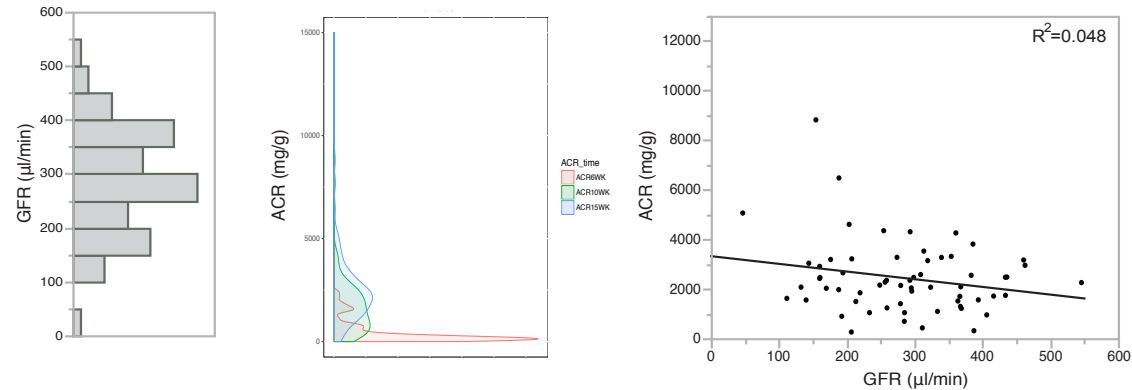 600
500
400
300
200
100
0
GFR (µl/min)
15000
10000
5000
0
ACR (mg/g)
ACR_time
ACR6WK
ACR10WK
ACR15WK
R²=0.048
12000
10000
8000
6000
4000
2000
0
ACR (mg/g)
0 100 200 300 400 500 600
GFR (µl/min)